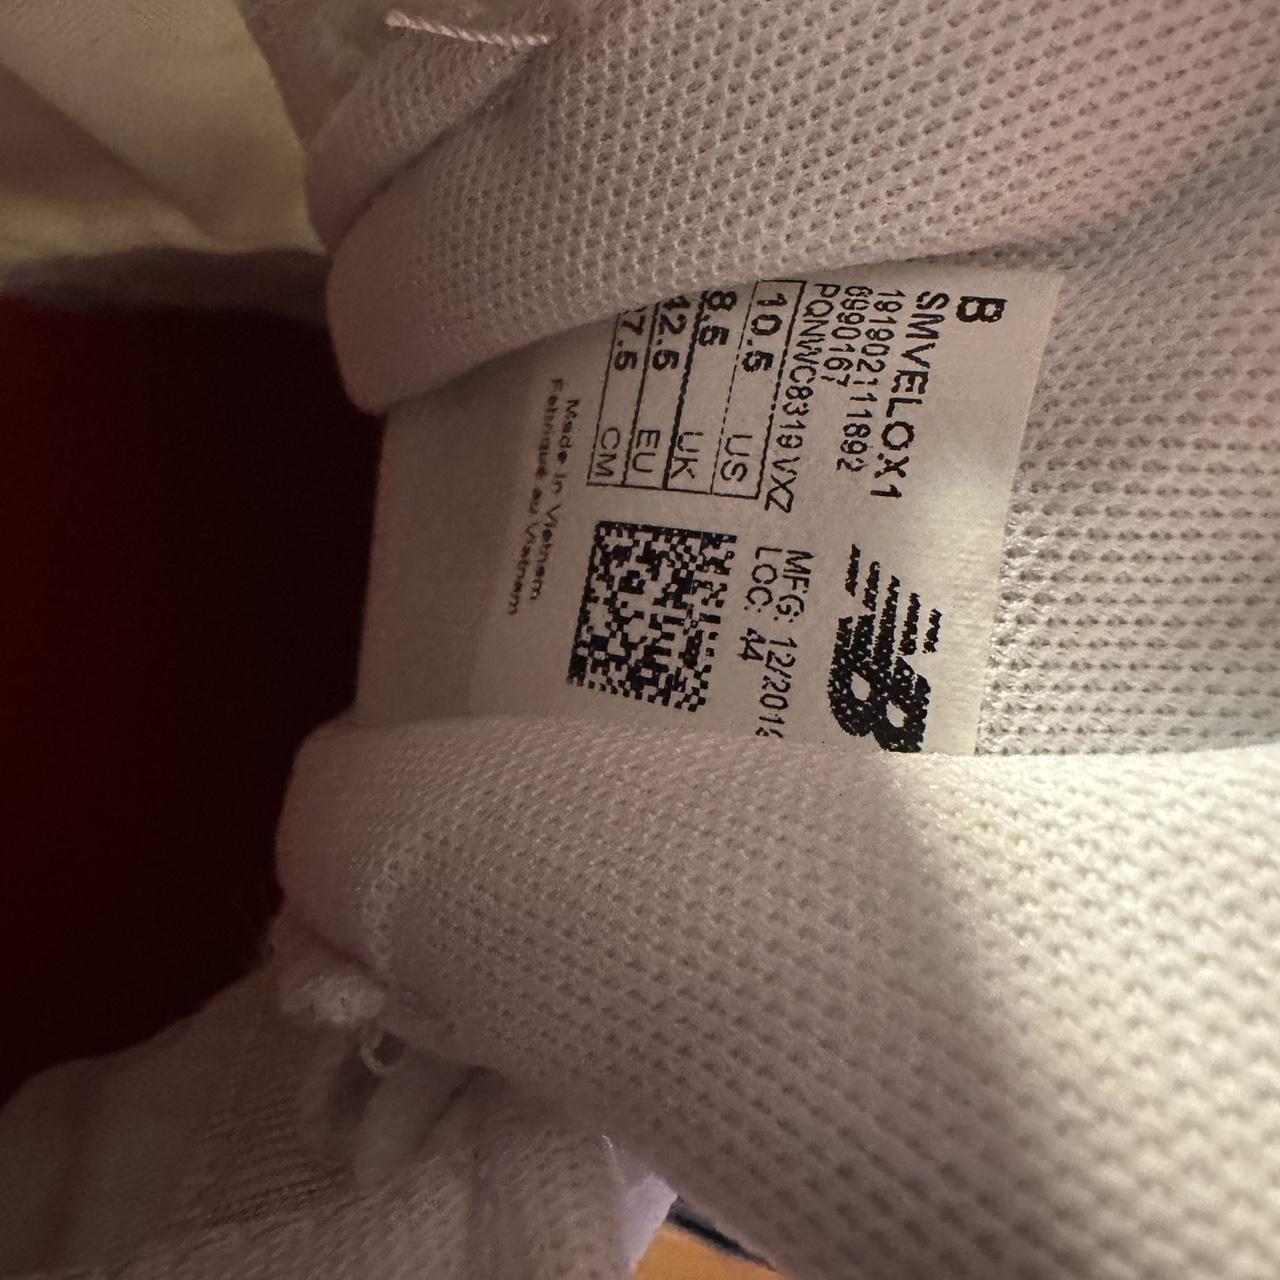 B
SMVELOX1
191902111892
6990167
PQNWC8319VXZ
MFG: 12/201
LOC: 44
10.5 US
8.5 UK
42.5 EU
7.5 CM
Made in Vietnam
Fabriqué au Vietnam